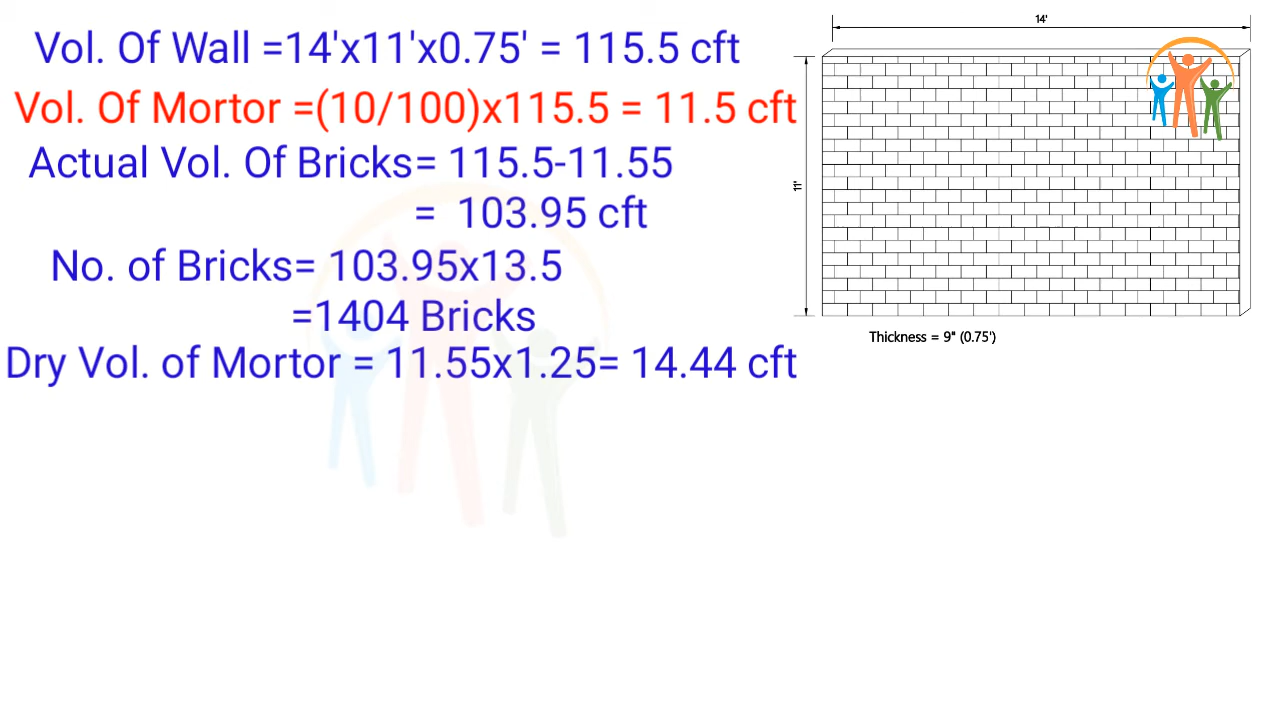 Vol. Of Wall =14'x11'x0.75' = 115.5 cft
Vol. Of Mortor =(10/100)x115.5 = 11.5 cft
Actual Vol. Of Bricks= 115.5-11.55
= 103.95 cft
No. of Bricks= 103.95x13.5
=1404 Bricks
Dry Vol. of Mortor = 11.55x1.25= 14.44 cft
14'
11'
Thickness = 9" (0.75')